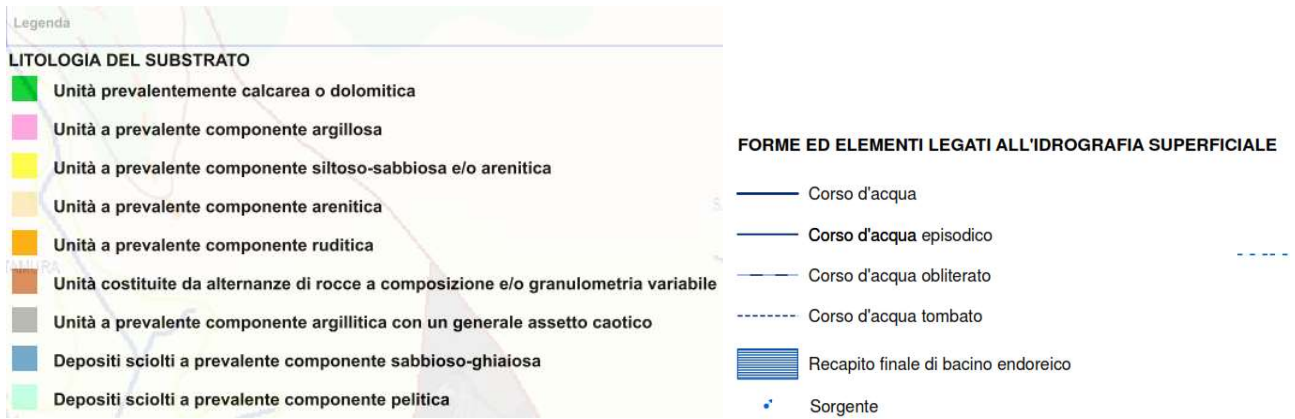 Legenda
LITOLOGIA DEL SUBSTRATO
Unità prevalentemente calcarea o dolomitica
Unità a prevalente componente argillosa
Unità a prevalente componente siltoso-sabbiosa e/o arenitica
Unità a prevalente componente arenitica
Unità a prevalente componente ruditica
Unità costituite da alternanze di rocce a composizione e/o granulometria variabile
Unità a prevalente componente argillitica con un generale assetto caotico
Depositi sciolti a prevalente componente sabbioso-ghiaiosa
Depositi sciolti a prevalente componente pelitica
FORME ED ELEMENTI LEGATI ALL'IDROGRAFIA SUPERFICIALE
Corso d'acqua
Corso d'acqua episodico
Corso d'acqua obliterato
Corso d'acqua tombato
Recapito finale di bacino endoreico
Sorgente